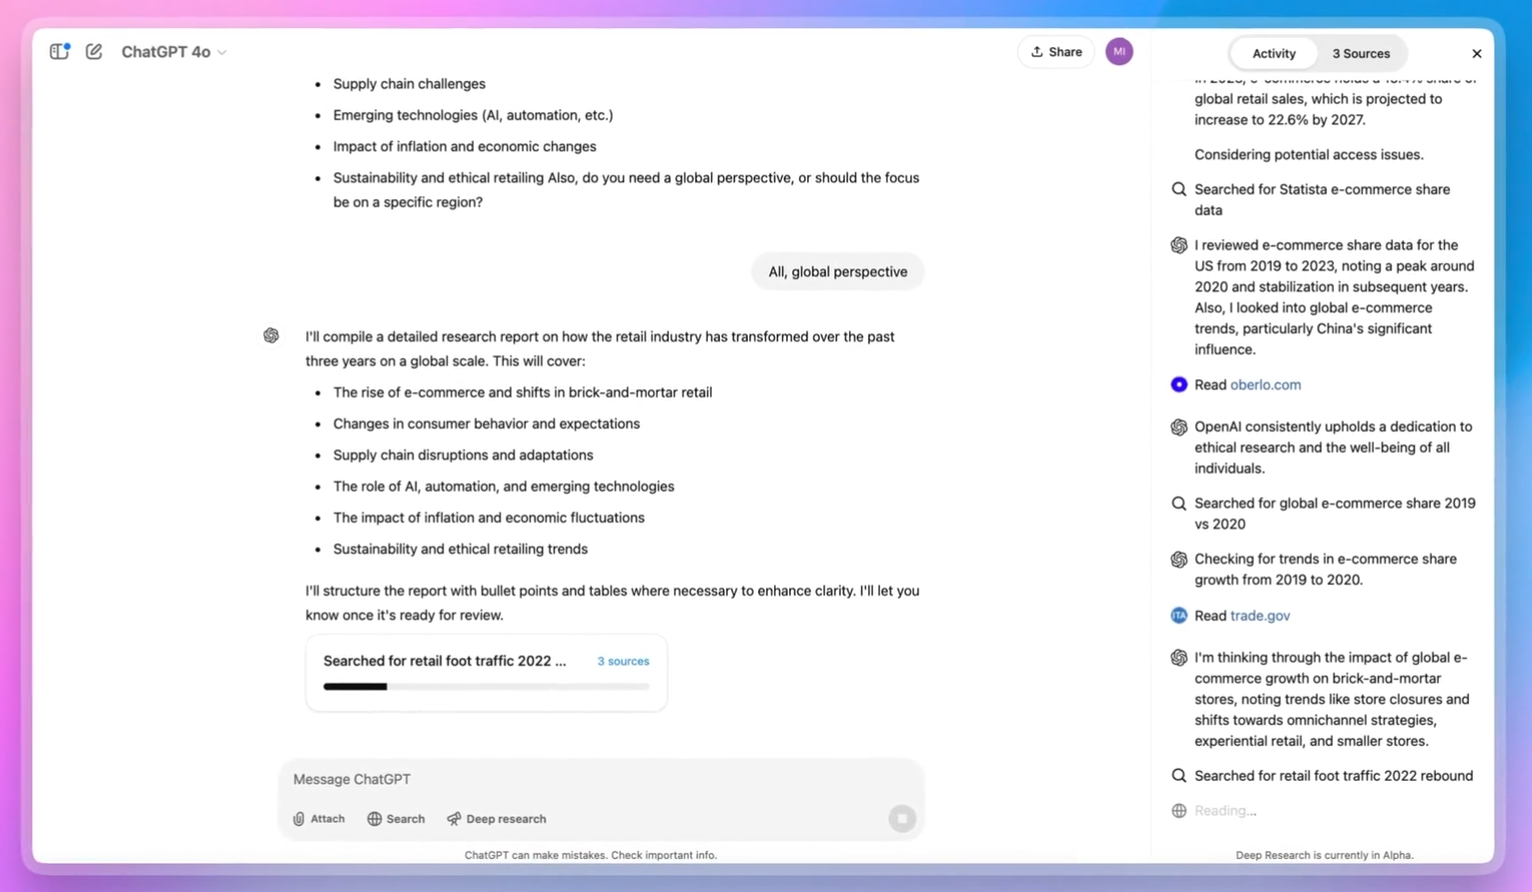 ChatGPT 4o
Share
MI
Supply chain challenges
Emerging technologies (AI, automation, etc.)
Impact of inflation and economic changes
Sustainability and ethical retailing Also, do you need a global perspective, or should the focus
be on a specific region?
All, global perspective
I'll compile a detailed research report on how the retail industry has transformed over the past
three years on a global scale. This will cover:
The rise of e-commerce and shifts in brick-and-mortar retail
Changes in consumer behavior and expectations
Supply chain disruptions and adaptations
The role of AI, automation, and emerging technologies
The impact of inflation and economic fluctuations
Sustainability and ethical retailing trends
I'll structure the report with bullet points and tables where necessary to enhance clarity. I'll let you
know once it's ready for review.
Searched for retail foot traffic 2022 ...
3 sources
Message ChatGPT
Attach
Search
Deep research
ChatGPT can make mistakes. Check important info.
Activity
3 Sources
global retail sales, which is projected to
increase to 22.6% by 2027.
Considering potential access issues.
Searched for Statista e-commerce share
data
I reviewed e-commerce share data for the
US from 2019 to 2023, noting a peak around
2020 and stabilization in subsequent years.
Also, I looked into global e-commerce
trends, particularly China's significant
influence.
Read oberlo.com
OpenAI consistently upholds a dedication to
ethical research and the well-being of all
individuals.
Searched for global e-commerce share 2019
vs 2020
Checking for trends in e-commerce share
growth from 2019 to 2020.
ITA
Read trade.gov
I'm thinking through the impact of global e-
commerce growth on brick-and-mortar
stores, noting trends like store closures and
shifts towards omnichannel strategies,
experiential retail, and smaller stores.
Searched for retail foot traffic 2022 rebound
Reading...
Deep Research is currently in Alpha.